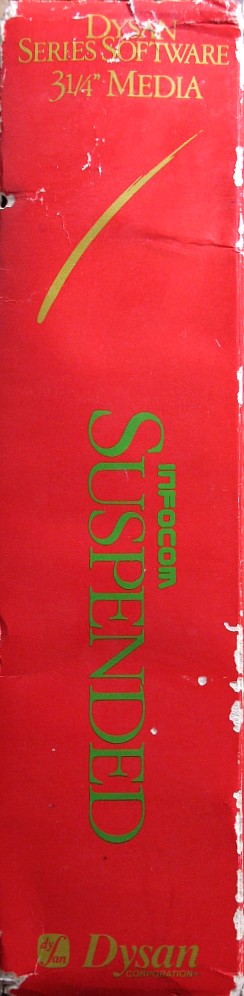 DYSAN
SERIES SOFTWARE
3 1/4" MEDIA
INFOCOM
SUSPENDED
dy
san
Dysan
CORPORATION